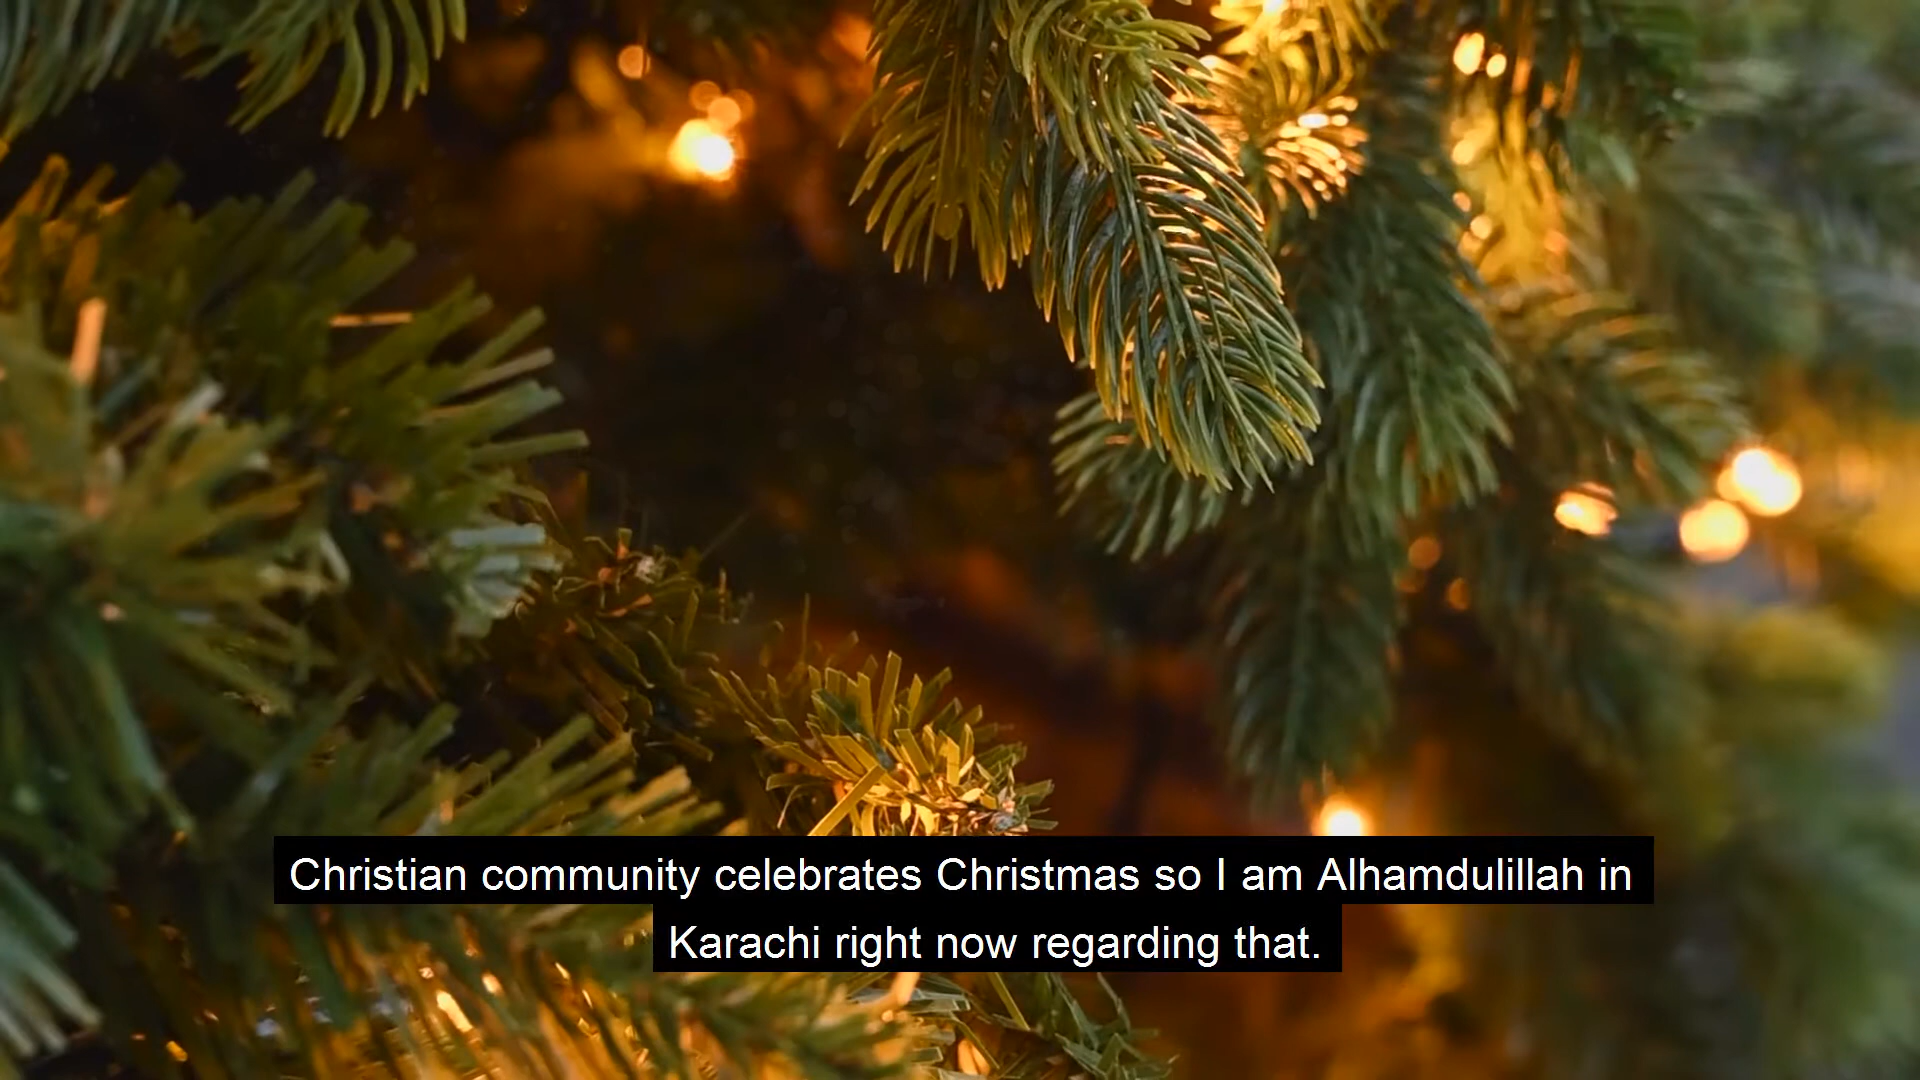 Christian community celebrates Christmas so I am Alhamdulillah in
Karachi right now regarding that.